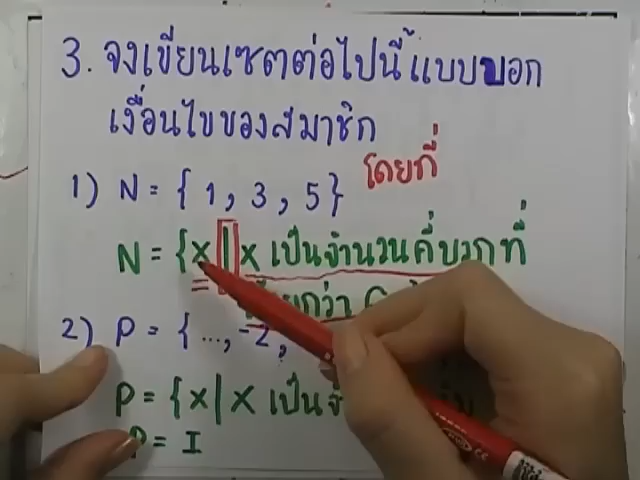 3. จงเขียนเซตต่อไปนี้แบบบอก
เงื่อนไขของสมาชิก
1) N = { 1 , 3 , 5 }
โดยที่
N = { x | x เป็นจำนวนคี่บวกที่
กว่า
2) P = { ..., -2,
P = { x | x เป็น
P = I